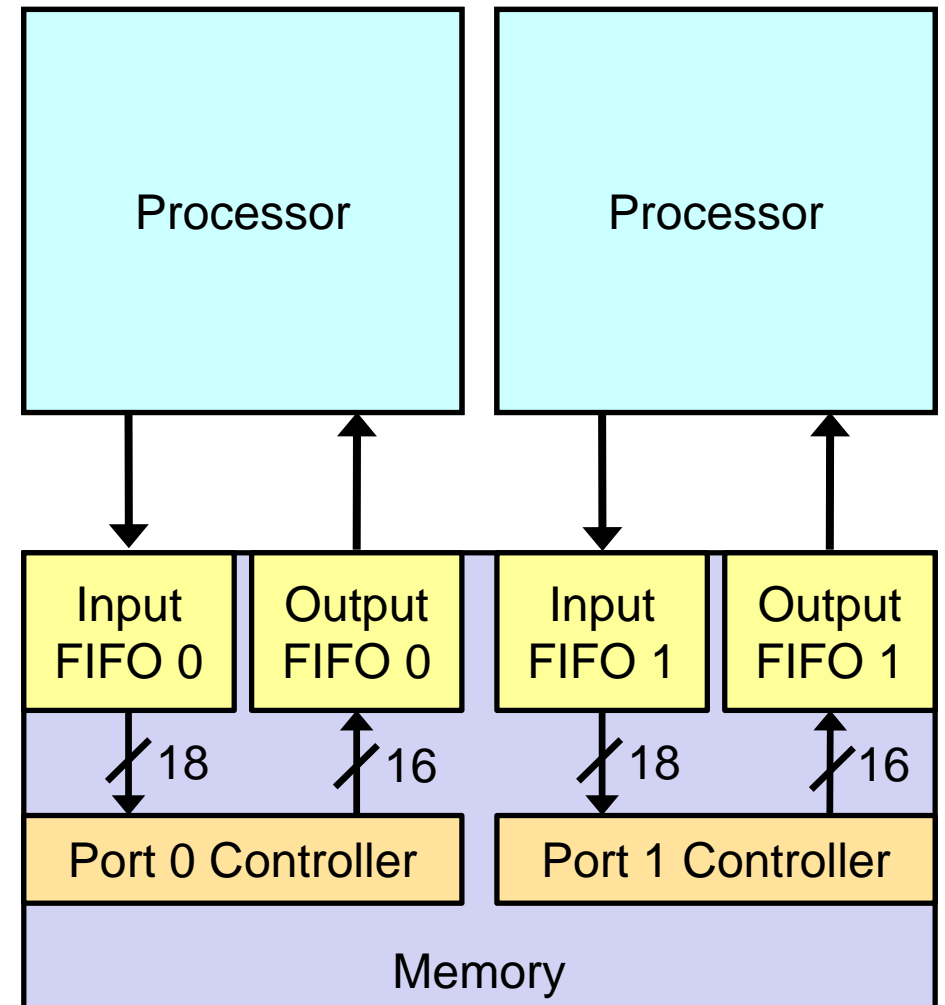 Processor
Processor
Input
FIFO 0
Output
FIFO 0
Input
FIFO 1
Output
FIFO 1
18
16
18
16
Port 0 Controller
Port 1 Controller
Memory